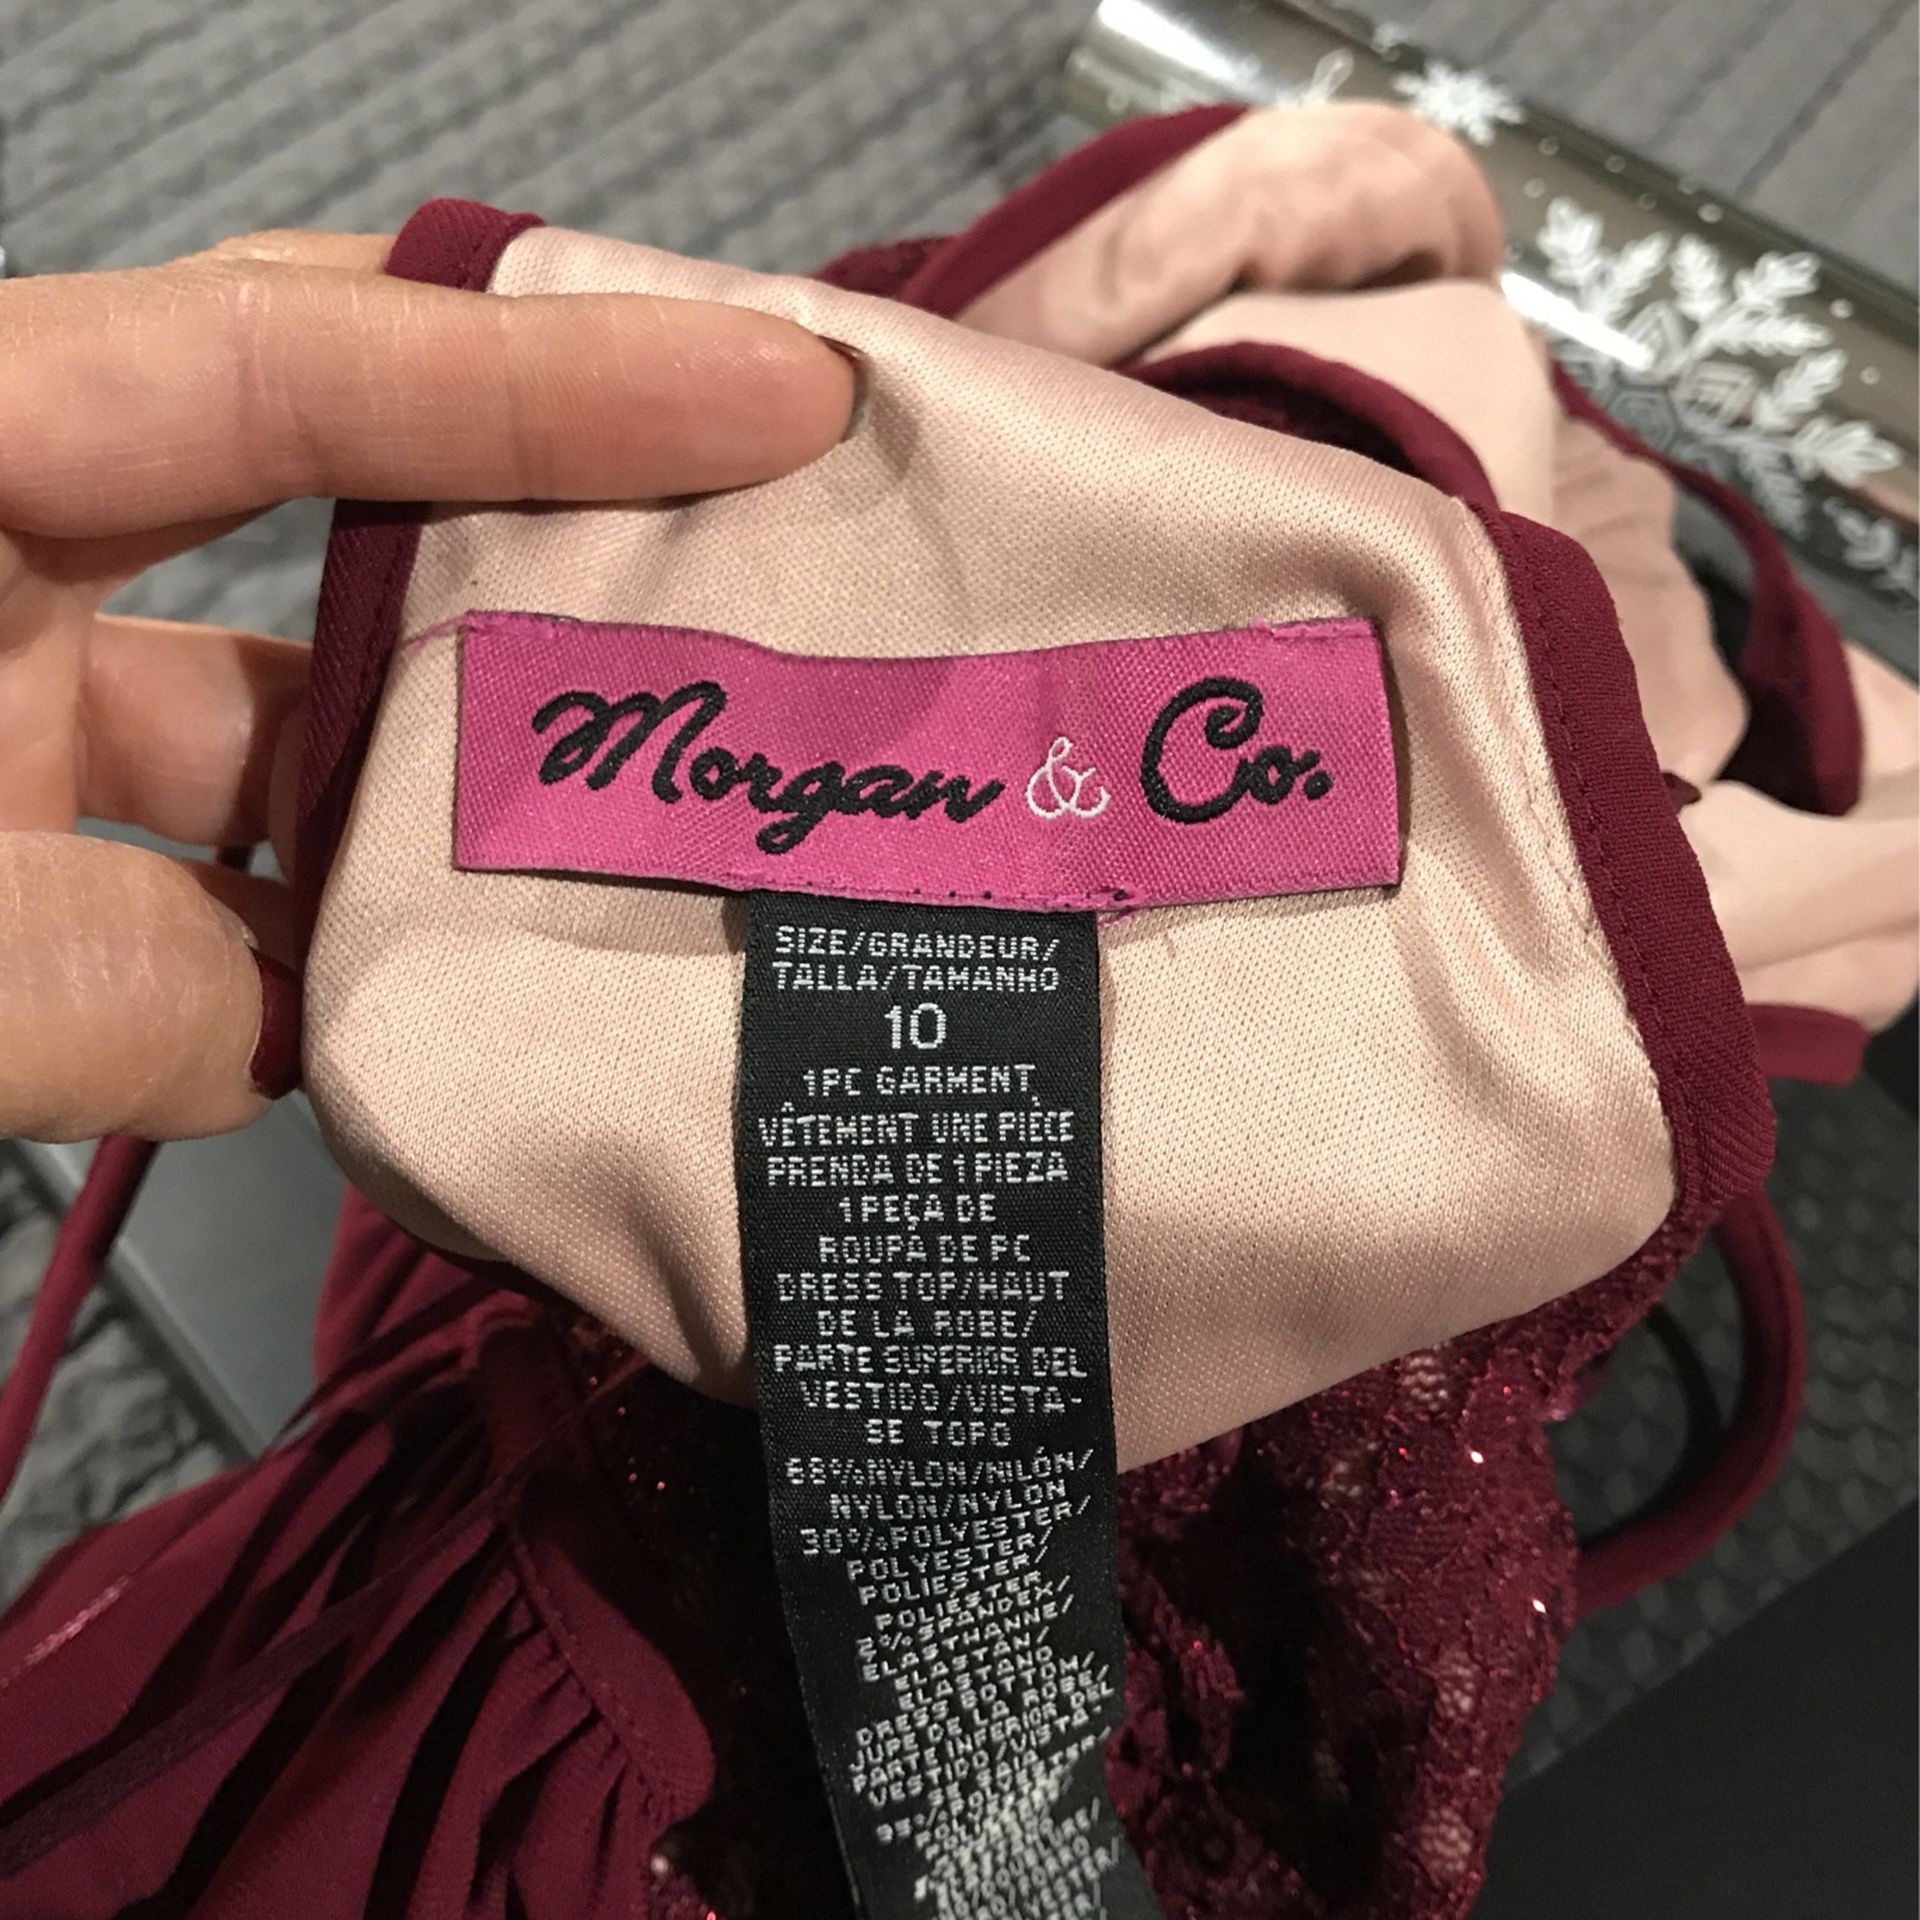 Morgan & Co.
SIZE/GRANDEUR/
TALLA/TAMANHO
10
1PC GARMENT
VÊTEMENT UNE PIÈCE
PRENDA DE 1 PIEZA
1 PEÇA DE
ROUPA DE PC
DRESS TOP/HAUT
DE LA ROBE/
PARTE SUPERIOR DEL
VESTIDO/VISTA-
SE TOPO
68%NYLON/NILÓN/
NYLON/NYLON
30%POLYESTER/
POLYESTER/
POLIESTER/
POLIÉSTER
2%SPANDEX/
ELASTHANNE/
ELASTAN/
ELASTANO
DRESS BOTTOM/
JUPE DE LA ROBE/
PARTE INFERIOR DEL
VESTIDO/VISTA-
SE SAIA